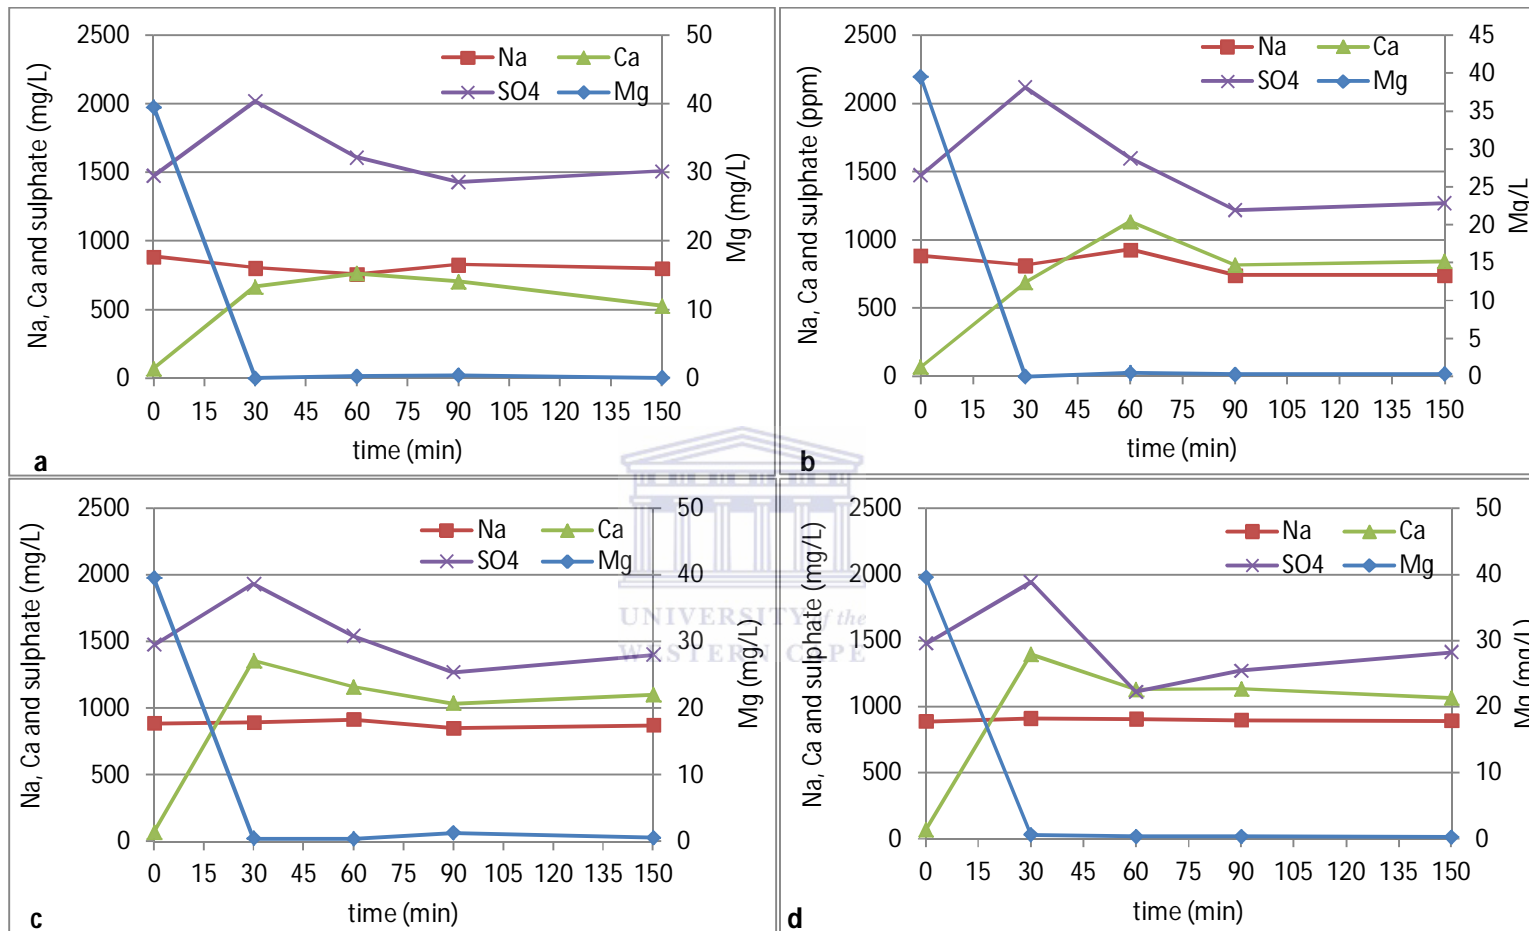 2500
2000
1500
1000
500
0
Na, Ca and sulphate (mg/L)
Na
Ca
SO4
Mg
50
40
30
20
10
0
Mg (mg/L)
0 15 30 45 60 75 90 105 120 135 150
time (min)
a
2500
2000
1500
1000
500
0
Na, Ca and sulphate (ppm)
Na
Ca
SO4
Mg
45
40
35
30
25
20
15
10
5
0
Mg/L
0 15 30 45 60 75 90 105 120 135 150
time (min)
b
UNIVERSITY of the
WESTERN CAPE
2500
2000
1500
1000
500
0
Na, Ca and sulphate (mg/L)
Na
Ca
SO4
Mg
50
40
30
20
10
0
Mg (mg/L)
0 15 30 45 60 75 90 105 120 135 150
time (min)
c
2500
2000
1500
1000
500
0
Na, Ca and sulphate (mg/L)
Na
Ca
SO4
Mg
50
40
30
20
10
0
Mg (mg/L)
0 15 30 45 60 75 90 105 120 135 150
time (min)
d